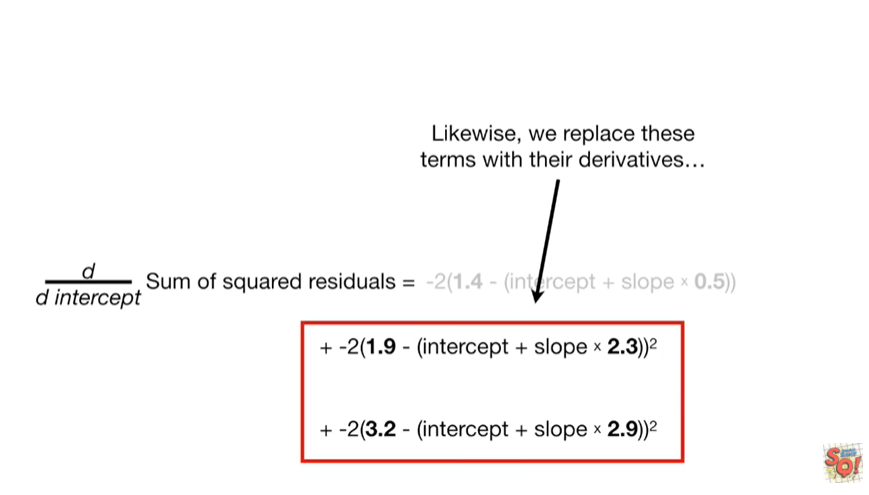 Likewise, we replace these
terms with their derivatives…
d
d intercept
Sum of squared residuals = -2(1.4 - (intercept + slope × 0.5))
+ -2(1.9 - (intercept + slope × 2.3))²
+ -2(3.2 - (intercept + slope × 2.9))²
SQ!